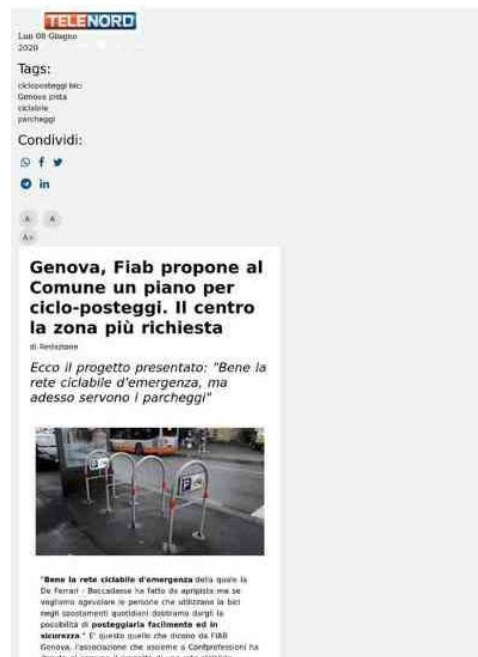 TELENORD
Lun 08 Giugno
2020
Tags:
cicloposteggi bici
Genova pista
ciclabile
parcheggi
Condividi:
A-
A
A+
Genova, Fiab propone al
Comune un piano per
ciclo-posteggi. Il centro
la zona più richiesta
di Redazione
Ecco il progetto presentato: "Bene la
rete ciclabile d'emergenza, ma
adesso servono i parcheggi"
P
P
"Bene la rete ciclabile d'emergenza della quale la
De Ferrari - Boccadasse ha fatto da apripista ma se
vogliamo agevolare le persone che utilizzano la bici
negli spostamenti quotidiani dobbiamo dargli la
possibilità di posteggiarla facilmente ed in
sicurezza." E' questo quello che dicono da FIAB
Genova, l'associazione che assieme a Confprofessioni ha